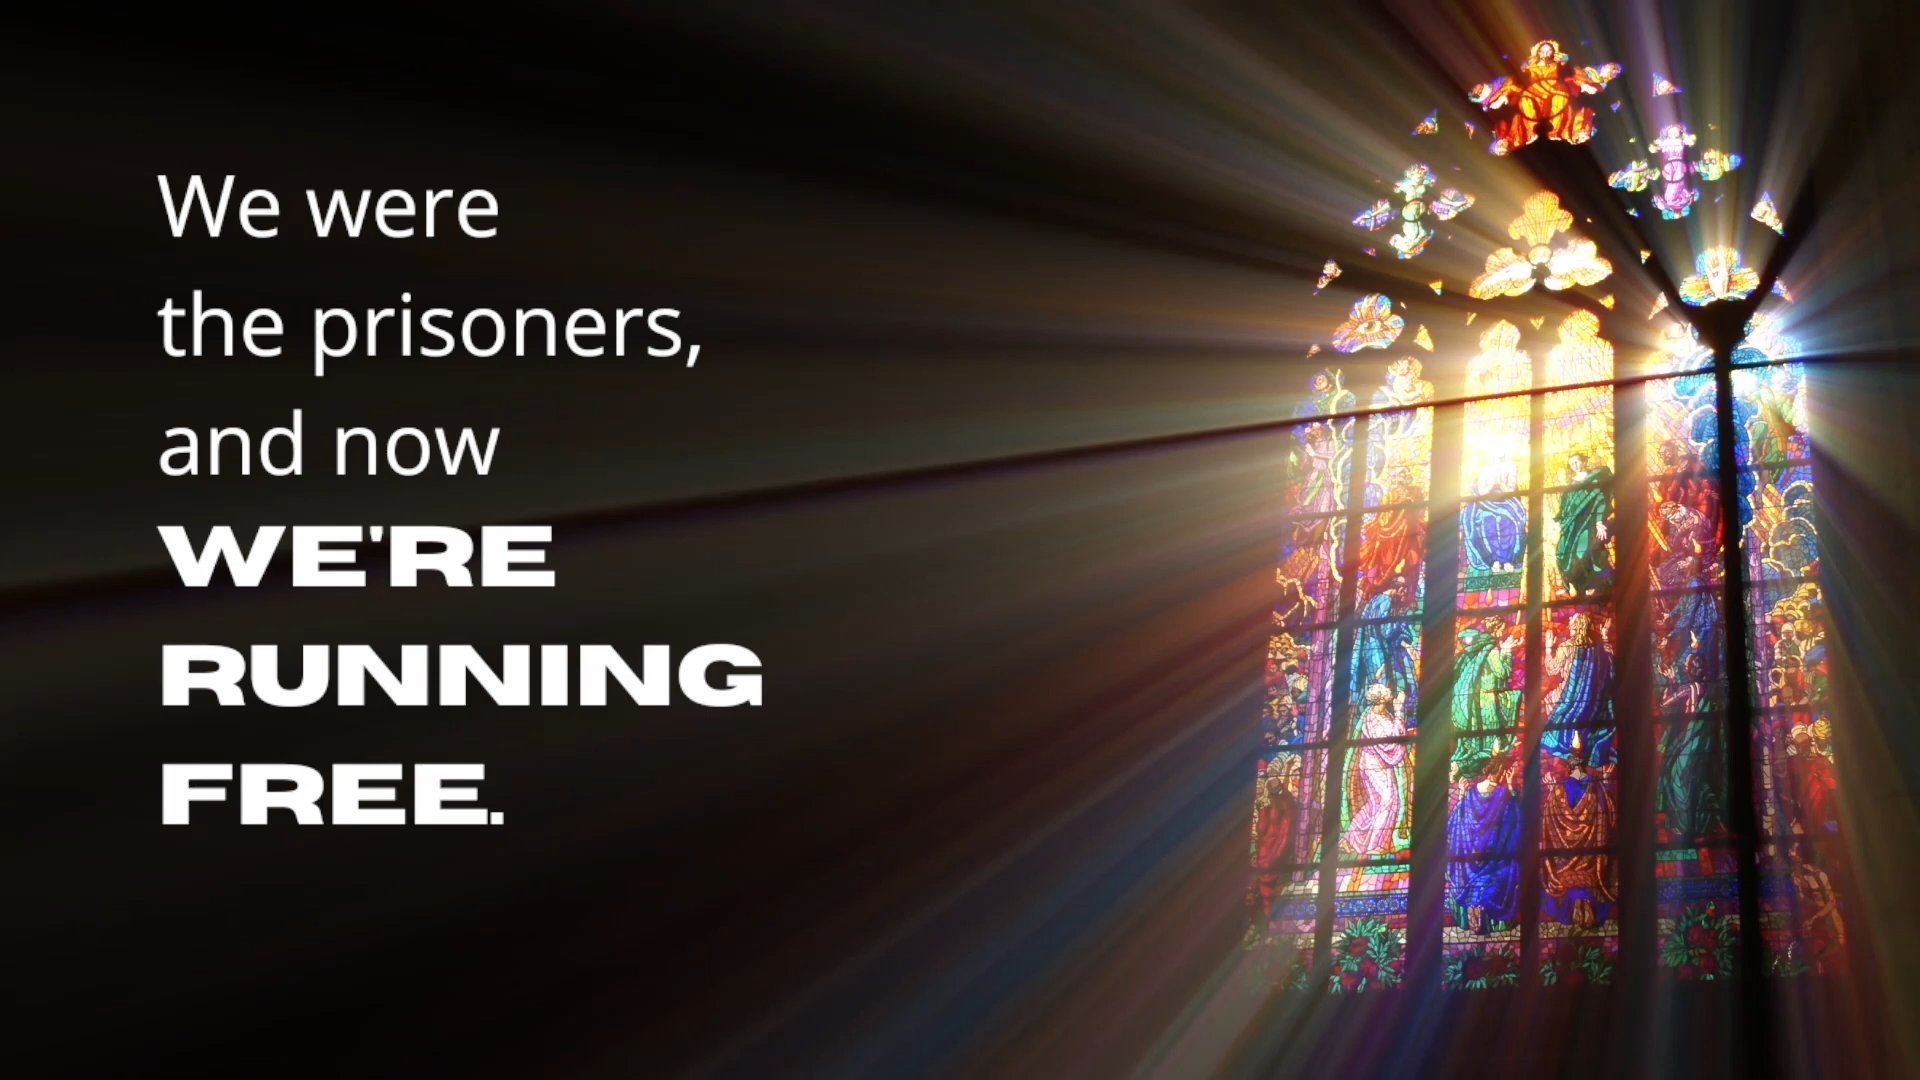 We were
the prisoners,
and now
WE'RE
RUNNING
FREE.